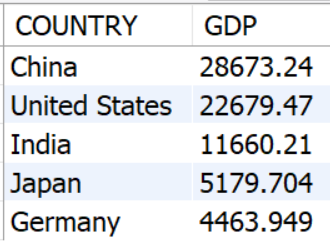 COUNTRY GDP
China 28673.24
United States 22679.47
India 11660.21
Japan 5179.704
Germany 4463.949